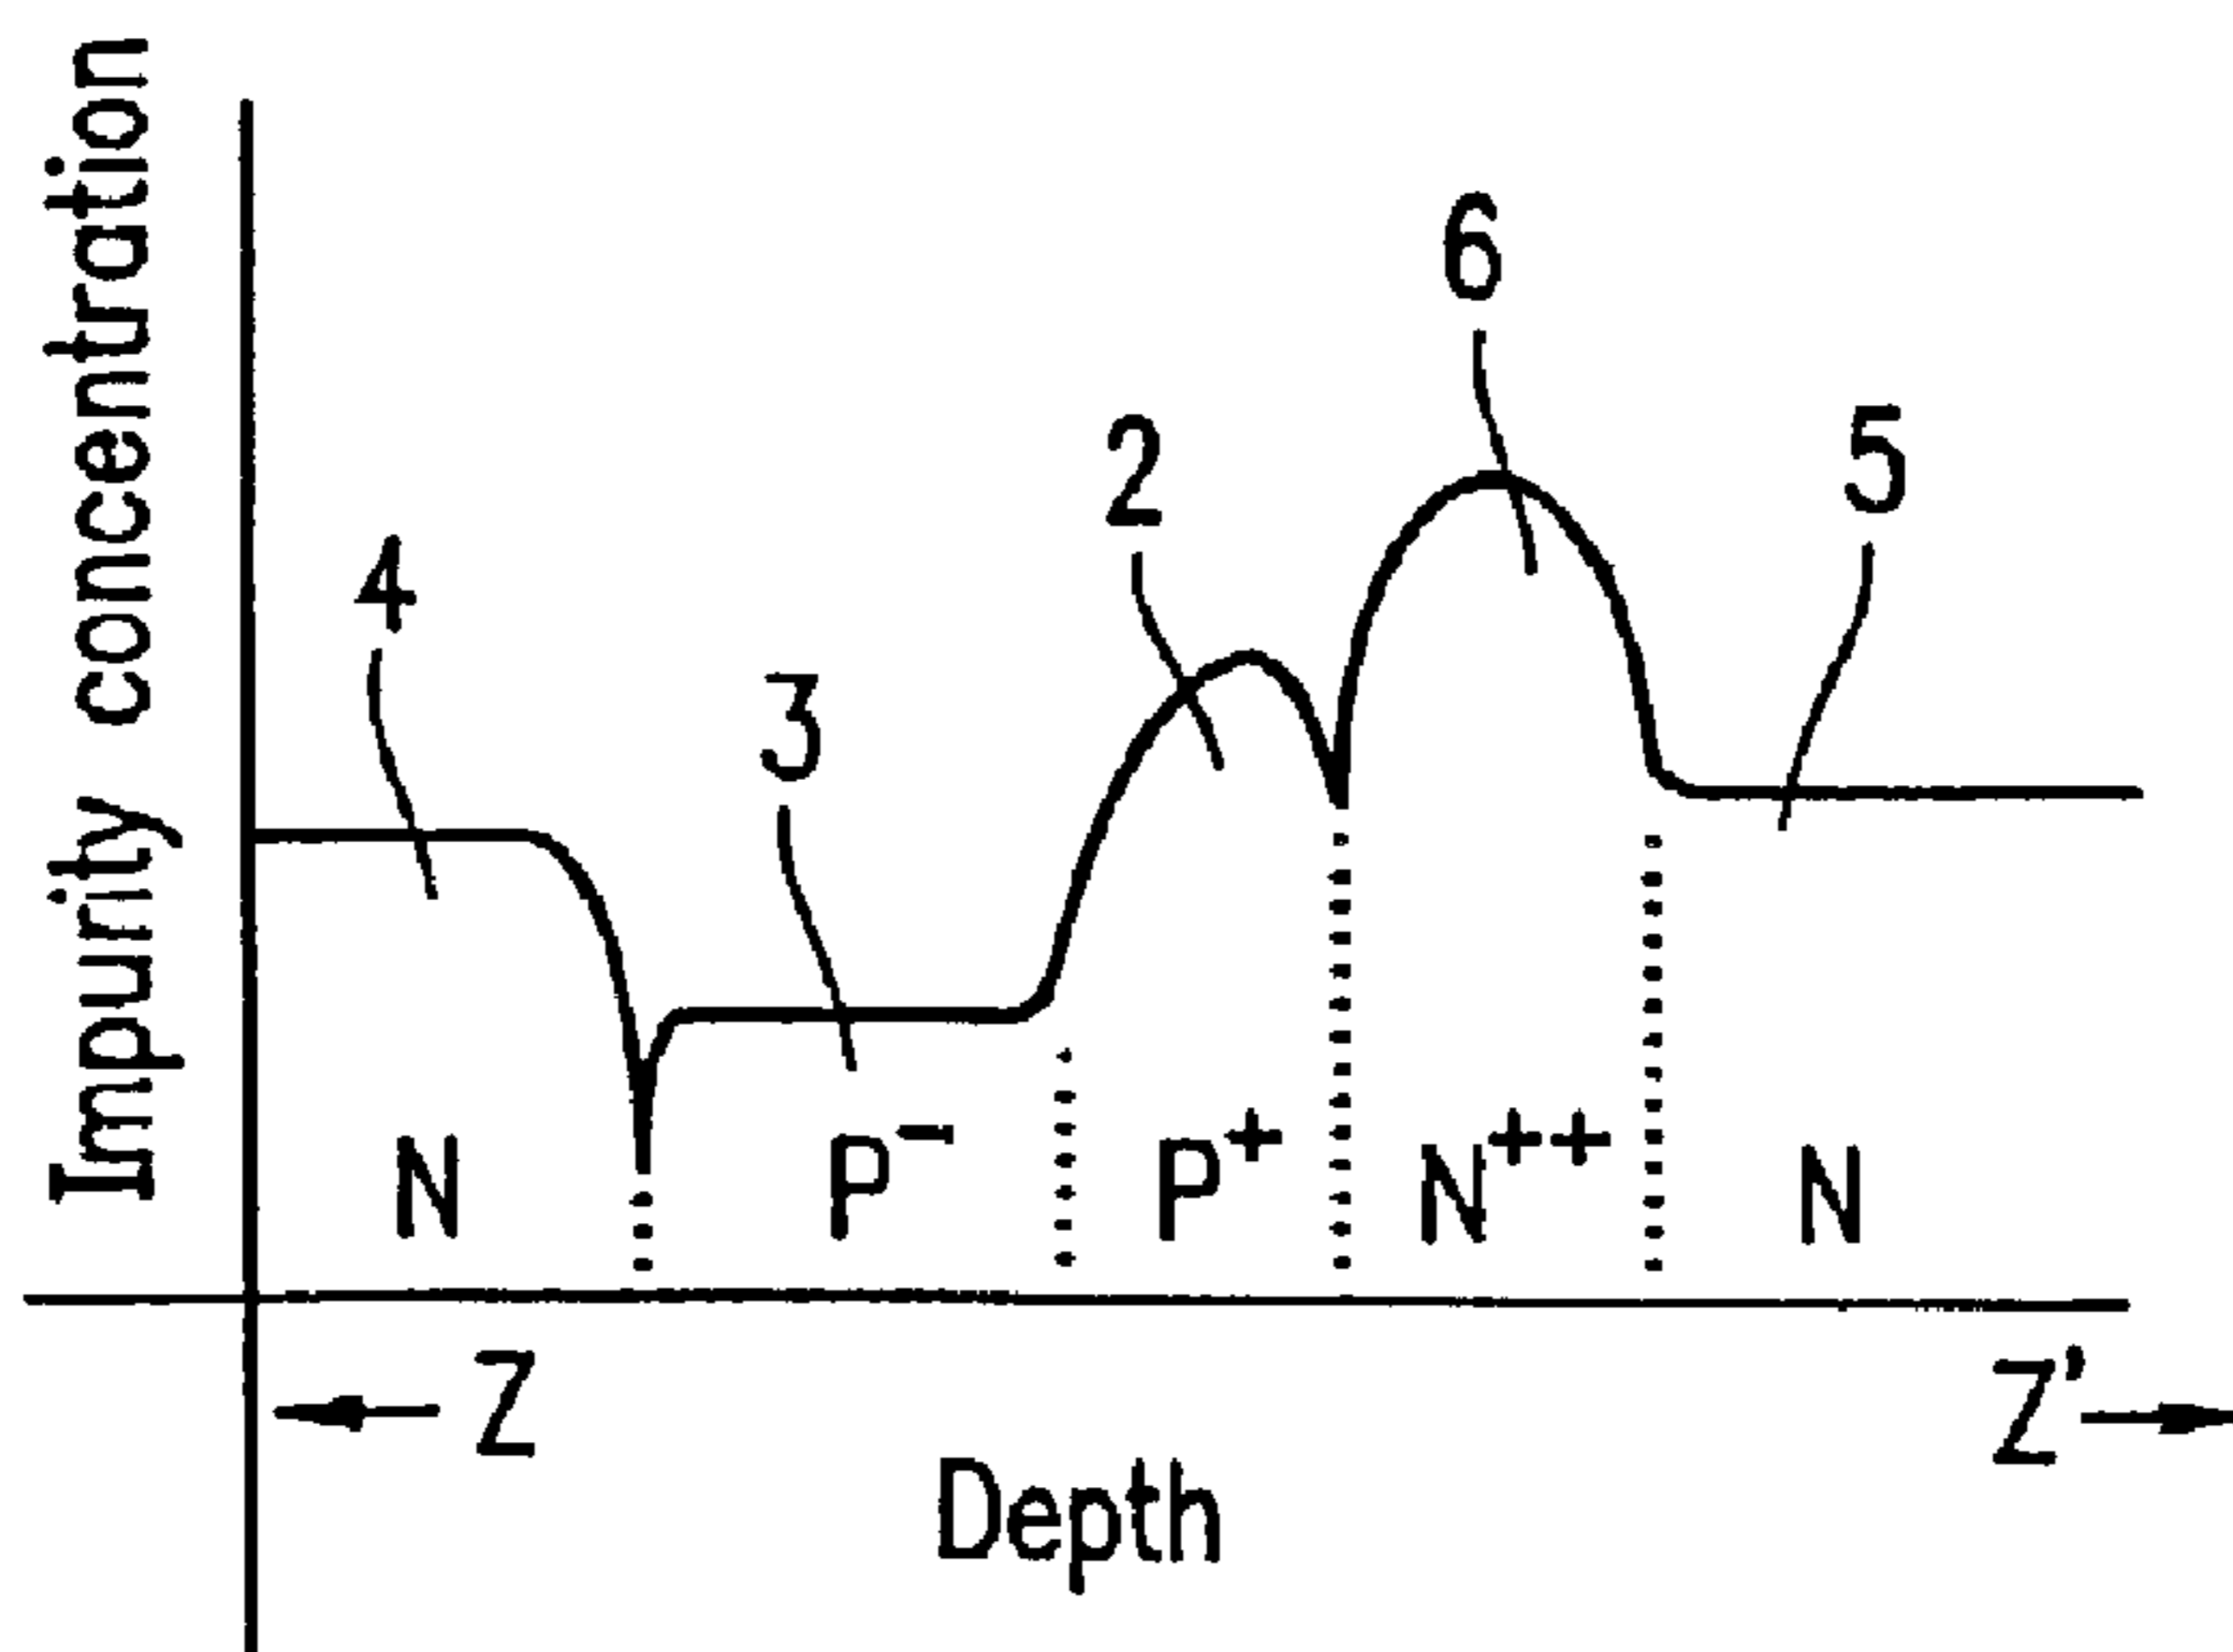 Impurity concentration
6
2
5
4
3
N P⁻ P⁺ N⁺⁺ N
Z Z'
Depth